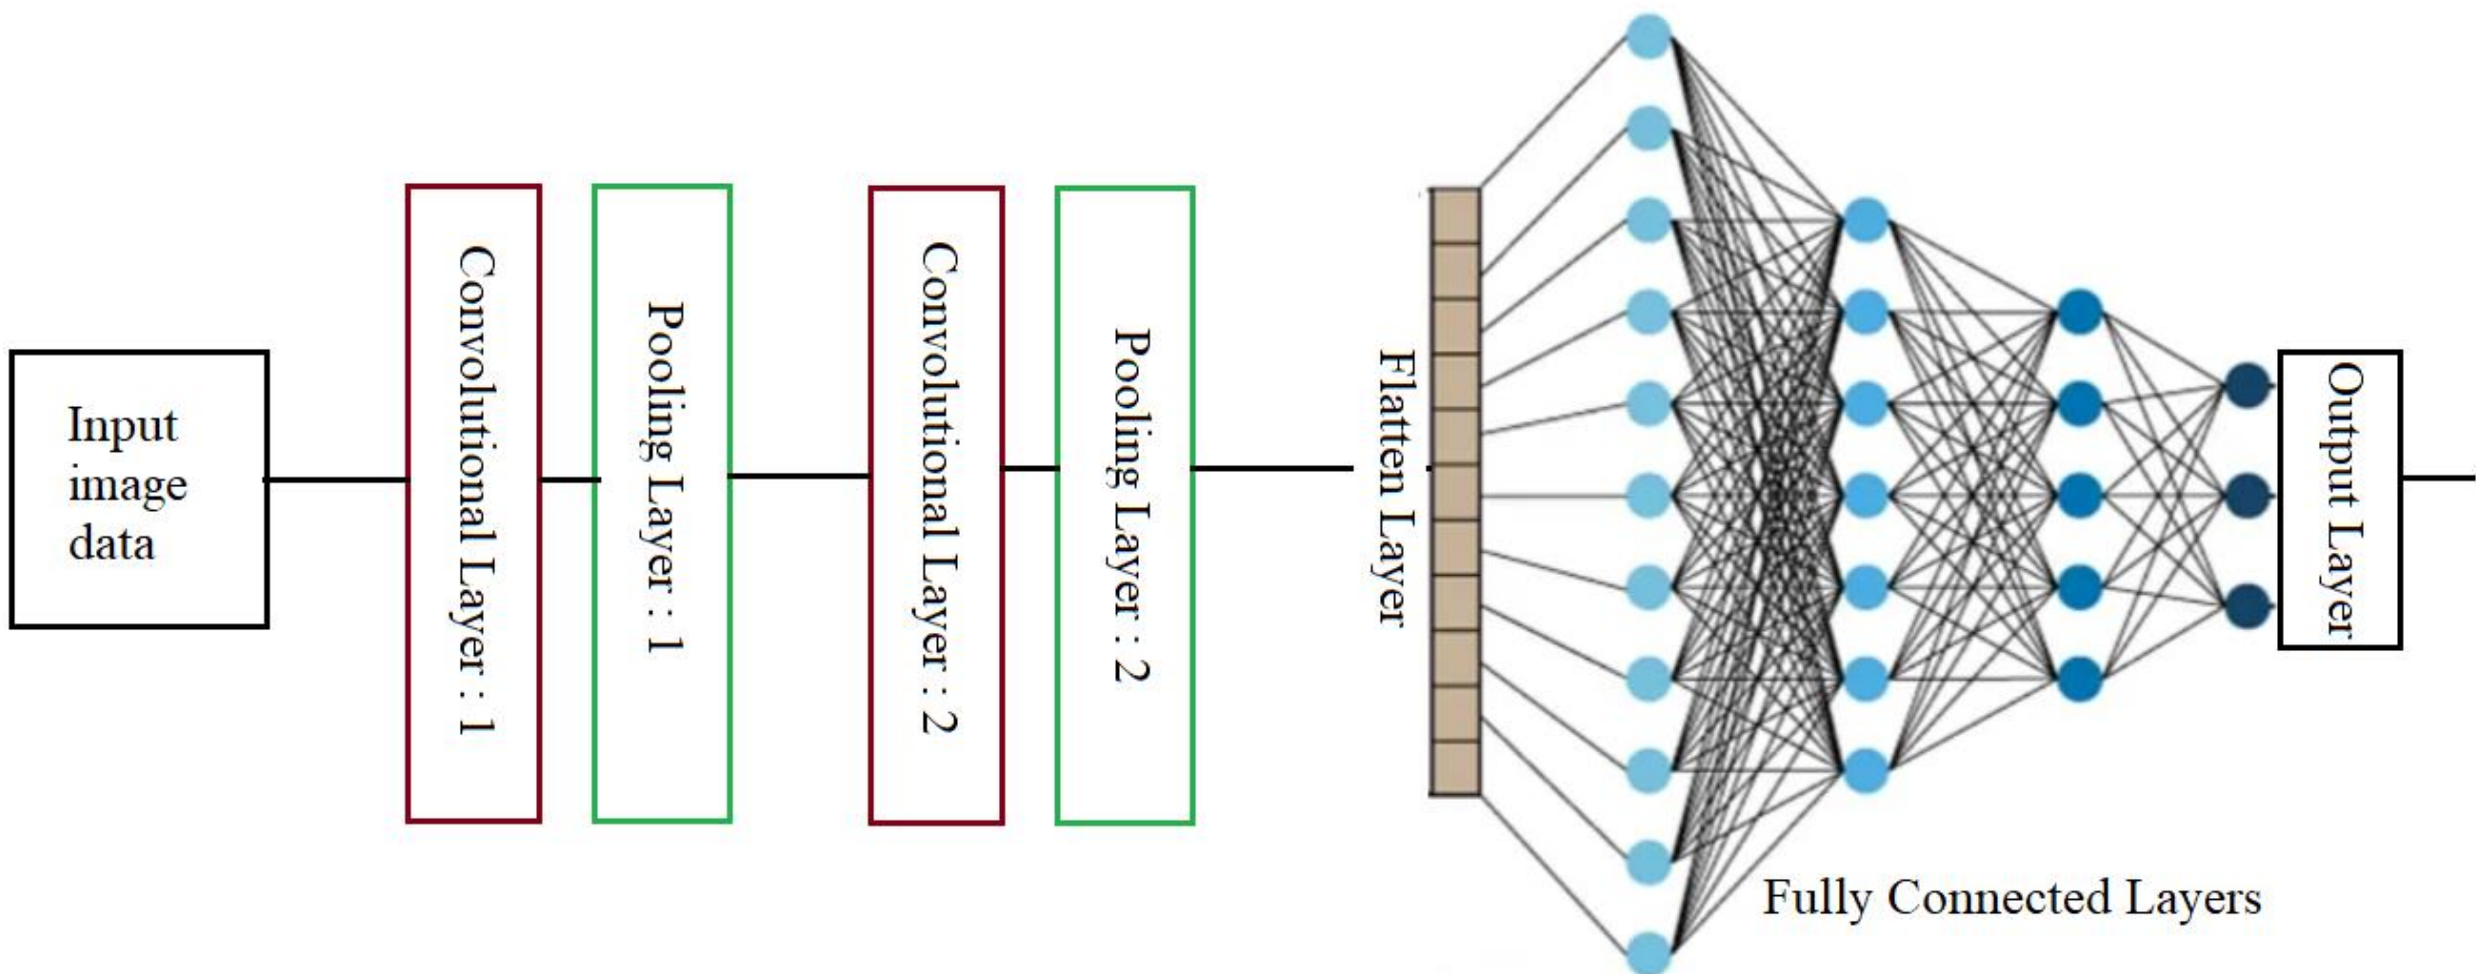 Input
image
data
Convolutional Layer : 1
Pooling Layer : 1
Convolutional Layer : 2
Pooling Layer : 2
Flatten Layer
Output Layer
Fully Connected Layers